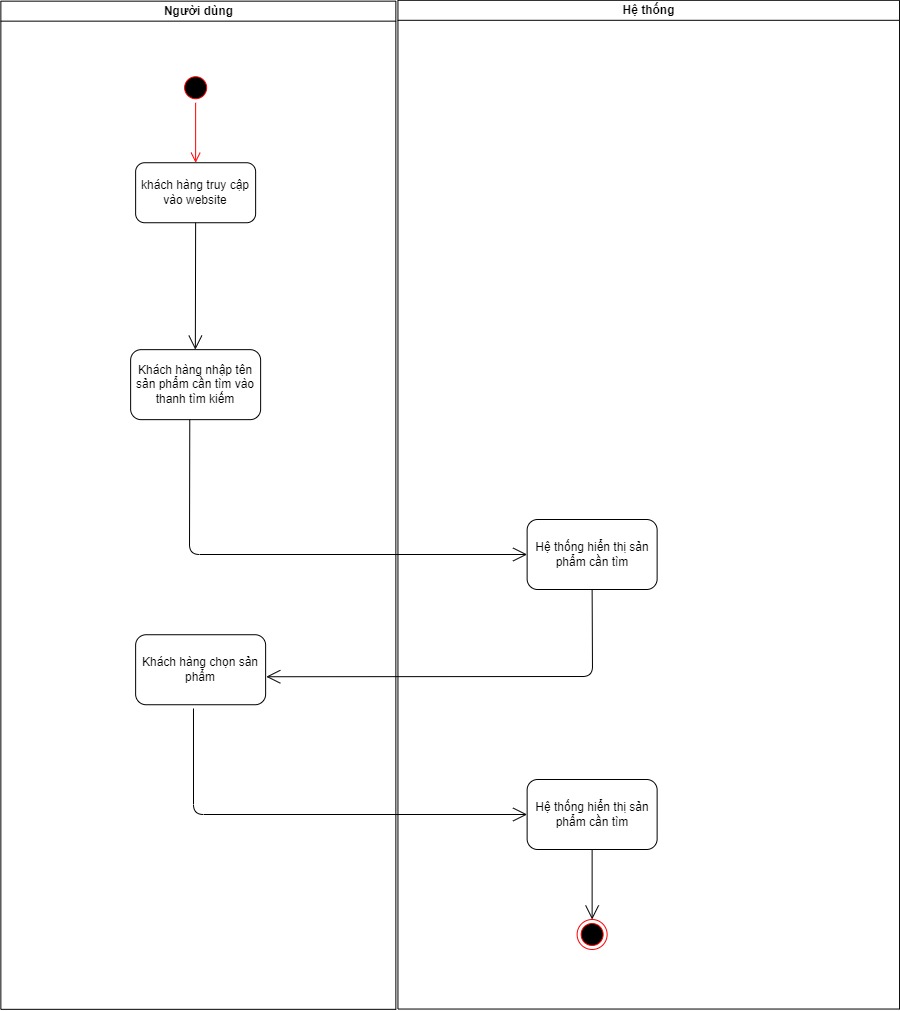 Người dùng
Hệ thống
khách hàng truy cập
vào website
Khách hàng nhập tên
sản phẩm cần tìm vào
thanh tìm kiếm
Hệ thống hiển thị sản
phẩm cần tìm
Khách hàng chọn sản
phẩm
Hệ thống hiển thị sản
phẩm cần tìm